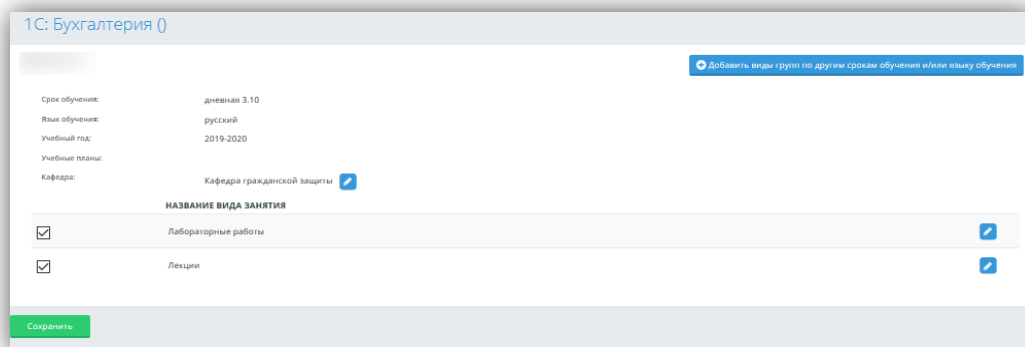 1С: Бухгалтерия ()
Добавить виды групп по другим срокам обучения и/или языку обучения
Срок обучения: дневная 3.10
Язык обучения: русский
Учебный год: 2019-2020
Учебные планы:
Кафедра: Кафедра гражданской защиты
НАЗВАНИЕ ВИДА ЗАНЯТИЯ
Лабораторные работы
Лекции
Сохранить